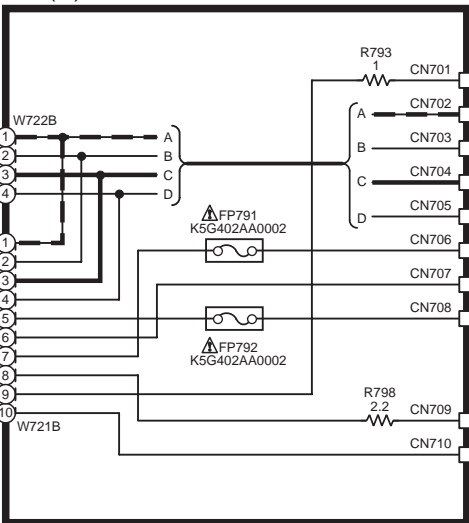 R793
1
CN701
CN702
W722B
A
1
A
CN703
2
B
B
3
C
CN704
C
4
D
CN705
D
FP791
K5G402AA0002
CN706
1
2
CN707
3
4
CN708
5
6
FP792
K5G402AA0002
7
8
R798
2.2
9
CN709
10
W721B
CN710